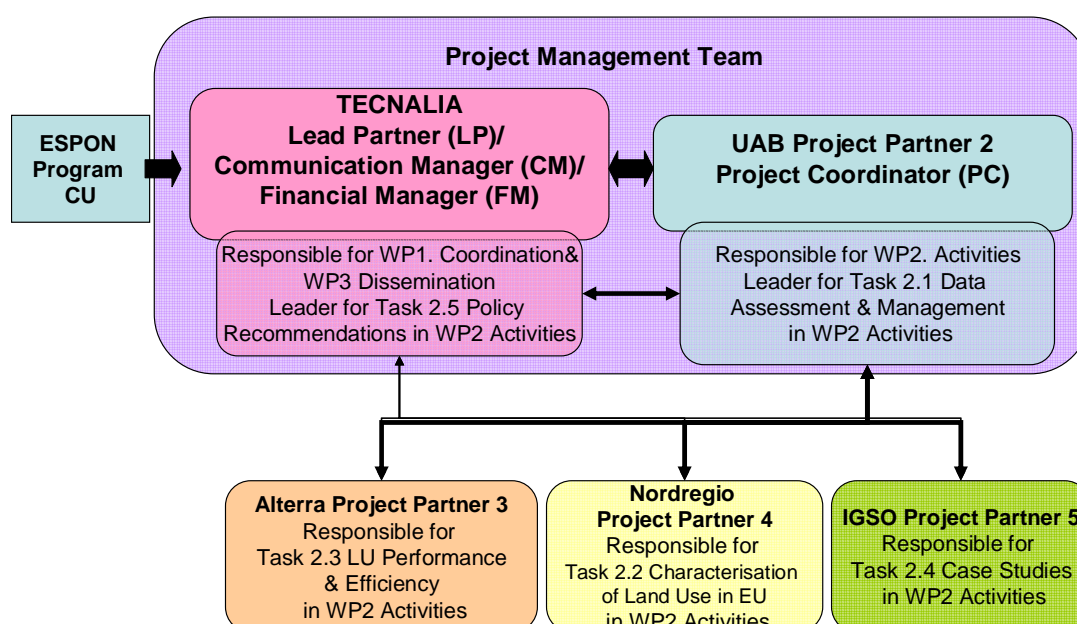 Project Management Team
ESPON
Program
CU
TECNALIA
Lead Partner (LP)/
Communication Manager (CM)/
Financial Manager (FM)
UAB Project Partner 2
Project Coordinator (PC)
Responsible for WP1. Coordination&
WP3 Dissemination
Leader for Task 2.5 Policy
Recommendations in WP2 Activities
Responsible for WP2. Activities
Leader for Task 2.1 Data
Assessment & Management
in WP2 Activities
Alterra Project Partner 3
Responsible for
Task 2.3 LU Performance
& Efficiency
in WP2 Activities
Nordregio
Project Partner 4
Responsible for
Task 2.2 Characterisation
of Land Use in EU
in WP2 Activities
IGSO Project Partner 5
Responsible for
Task 2.4 Case Studies
in WP2 Activities